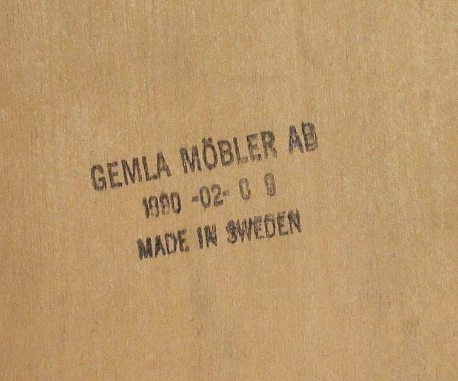 GEMLA MÖBLER AB
1990 -02- 0 9
MADE IN SWEDEN